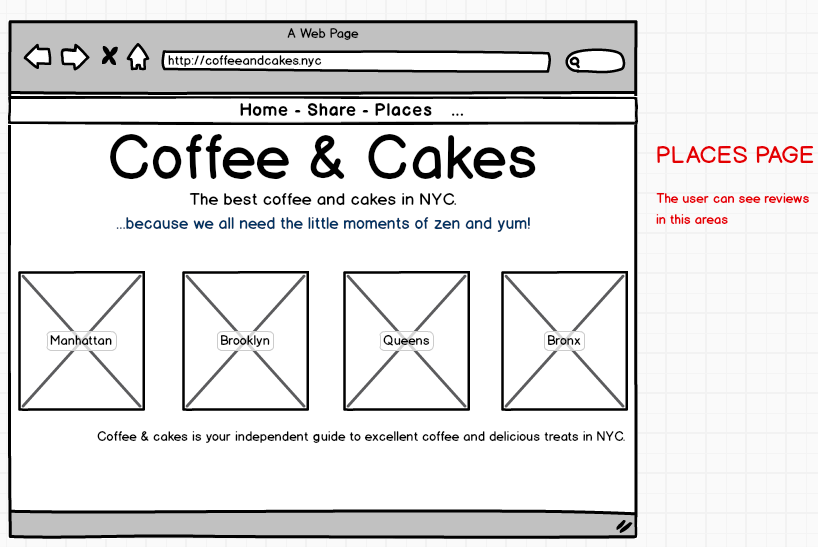 A Web Page
http://coffeeandcakes.nyc
Home - Share - Places ...
Coffee & Cakes
The best coffee and cakes in NYC.
...because we all need the little moments of zen and yum!
Manhattan
Brooklyn
Queens
Bronx
Coffee & cakes is your independent guide to excellent coffee and delicious treats in NYC.
PLACES PAGE
The user can see reviews
in this areas